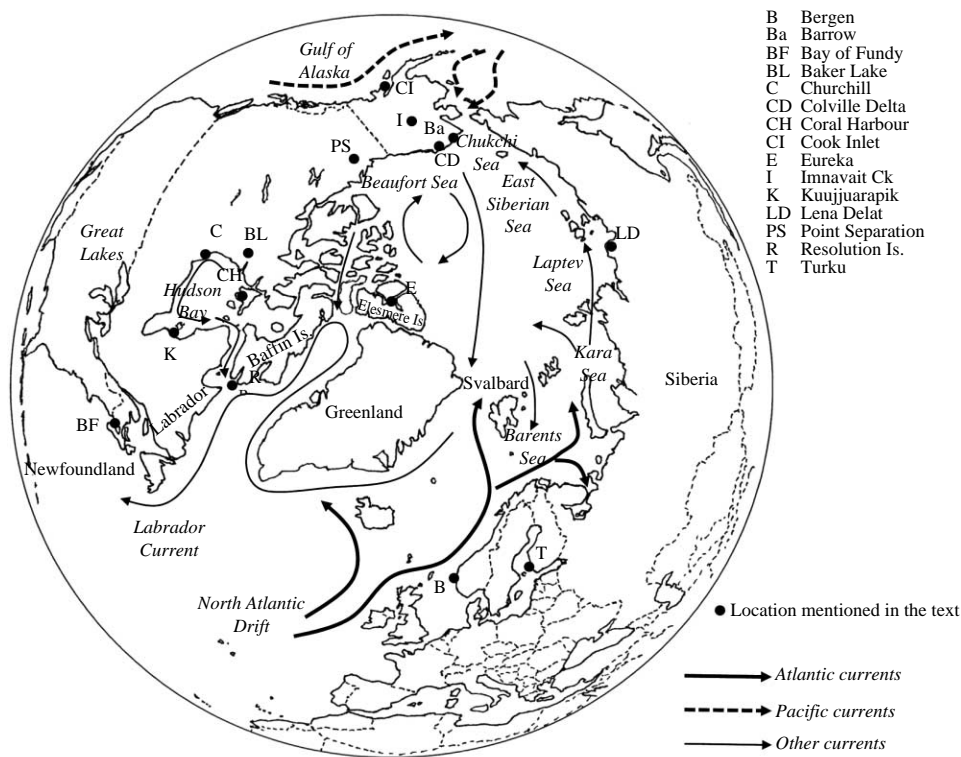 Gulf of
Alaska
CI
I
Ba
CD
Chukchi
Sea
PS
Beaufort Sea
East
Siberian
Sea
Great
Lakes
C
BL
CH
Hudson
Bay
K
E
Elesmere Is
Baffin Is.
R
Labrador
BF
Newfoundland
Greenland
Svalbard
LD
Laptev
Sea
Kara
Sea
Siberia
Barents
Sea
Labrador
Current
North Atlantic
Drift
B
T
B Bergen
Ba Barrow
BF Bay of Fundy
BL Baker Lake
C Churchill
CD Colville Delta
CH Coral Harbour
CI Cook Inlet
E Eureka
I Imnavait Ck
K Kuujjuarapik
LD Lena Delat
PS Point Separation
R Resolution Is.
T Turku
Location mentioned in the text
Atlantic currents
Pacific currents
Other currents